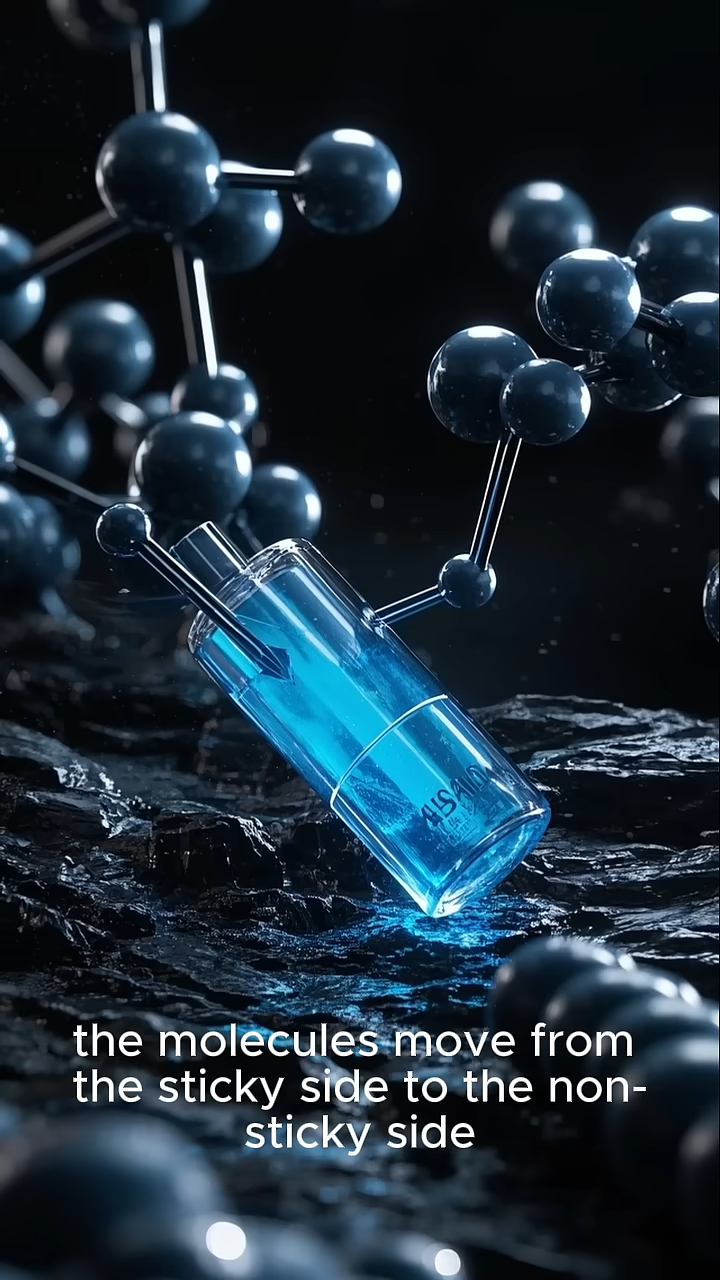 the molecules move from
the sticky side to the non-
sticky side